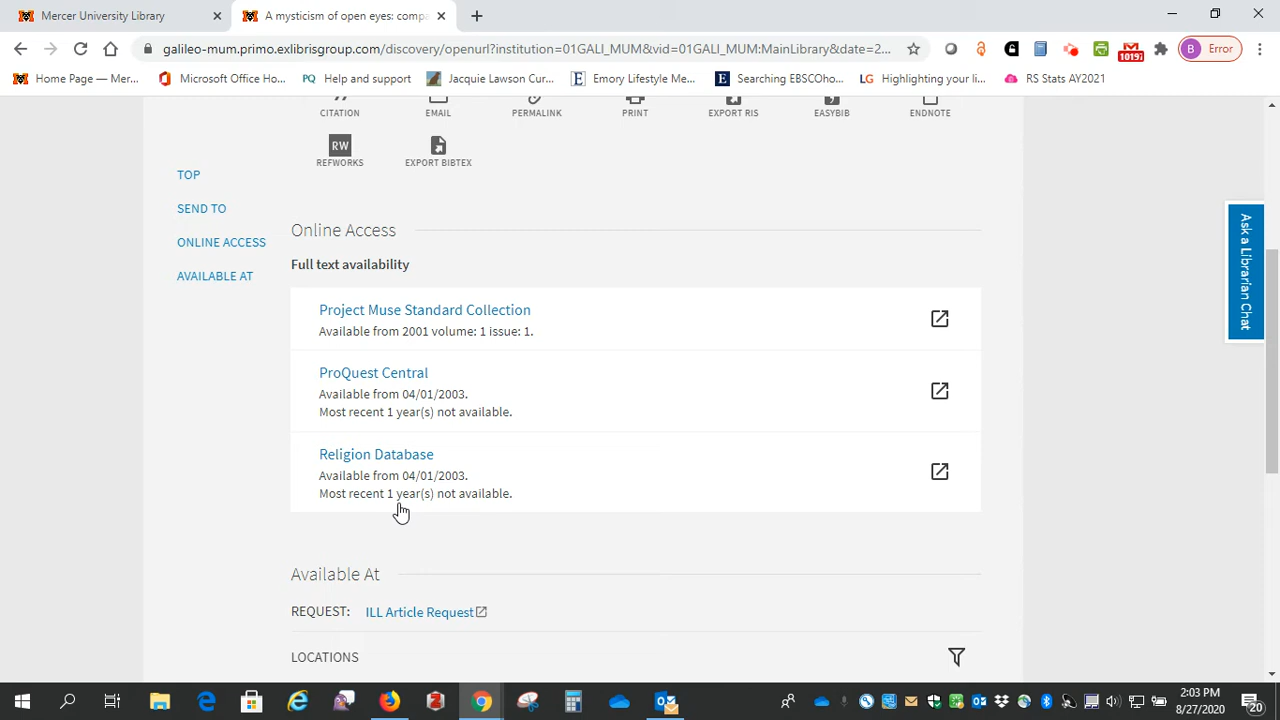 Mercer University Library
A mysticism of open eyes: compa
galileo-mum.primo.exlibrisgroup.com/discovery/openurl?institution=01GALI_MUM&vid=01GALI_MUM:MainLibrary&date=2...
1019
B Error
Home Page — Mer...
Microsoft Office Ho...
PQ Help and support
Jacquie Lawson Cur...
E Emory Lifestyle Me...
E Searching EBSCOho...
LG Highlighting your li...
RS Stats AY2021
CITATION
EMAIL
PERMALINK
PRINT
EXPORT RIS
EASYBIB
ENDNOTE
RW
REFWORKS
EXPORT BIBTEX
TOP
SEND TO
ONLINE ACCESS
AVAILABLE AT
Online Access
Full text availability
Project Muse Standard Collection
Available from 2001 volume: 1 issue: 1.
ProQuest Central
Available from 04/01/2003.
Most recent 1 year(s) not available.
Religion Database
Available from 04/01/2003.
Most recent 1 year(s) not available.
Available At
REQUEST: ILL Article Request
LOCATIONS
Ask a Librarian Chat
2:03 PM
8/27/2020
20